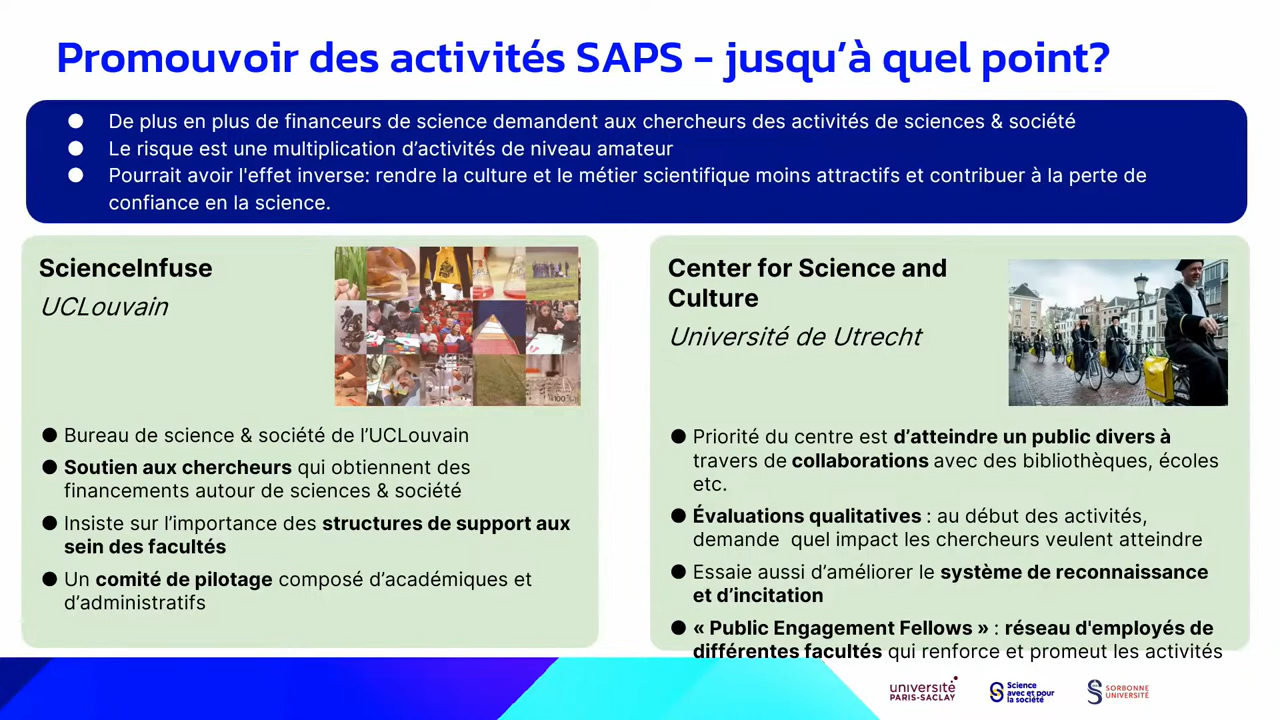 Promouvoir des activités SAPS – jusqu’à quel point?
● De plus en plus de financeurs de science demandent aux chercheurs des activités de sciences & société
● Le risque est une multiplication d’activités de niveau amateur
● Pourrait avoir l'effet inverse: rendre la culture et le métier scientifique moins attractifs et contribuer à la perte de
confiance en la science.
ScienceInfuse
UCLouvain
● Bureau de science & société de l’UCLouvain
● Soutien aux chercheurs qui obtiennent des
financements autour de sciences & société
● Insiste sur l’importance des structures de support aux
sein des facultés
● Un comité de pilotage composé d’académiques et
d’administratifs
Center for Science and
Culture
Université de Utrecht
● Priorité du centre est d’atteindre un public divers à
travers de collaborations avec des bibliothèques, écoles
etc.
● Évaluations qualitatives : au début des activités,
demande quel impact les chercheurs veulent atteindre
● Essaie aussi d’améliorer le système de reconnaissance
et d’incitation
● « Public Engagement Fellows » : réseau d'employés de
différentes facultés qui renforce et promeut les activités
université
PARIS-SACLAY
Science
avec et pour
la société
SORBONNE
UNIVERSITÉ